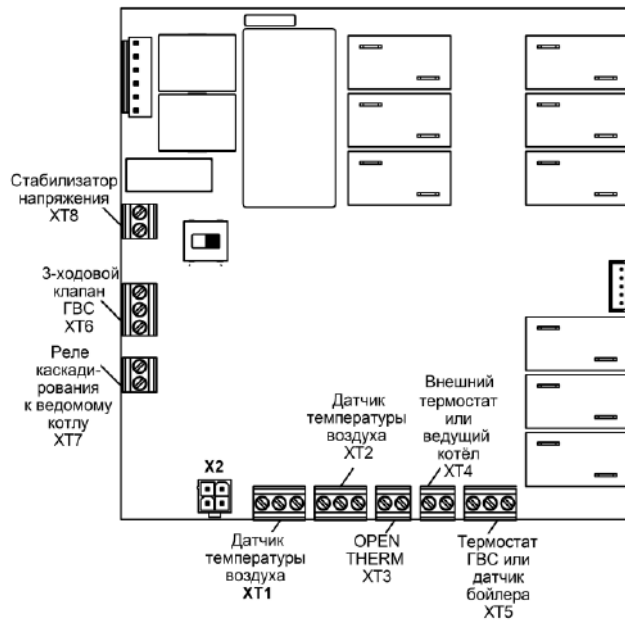 Стабилизатор
напряжения
XT8
3-ходовой
клапан
ГВС
XT6
Реле
каскади-
рования
к ведомому
котлу
XT7
X2
Датчик
температуры
воздуха
XT2
Внешний
термостат
или
ведущий
котёл
XT4
Датчик
температуры
воздуха
XT1
OPEN
THERM
XT3
Термостат
ГВС или
датчик
бойлера
XT5